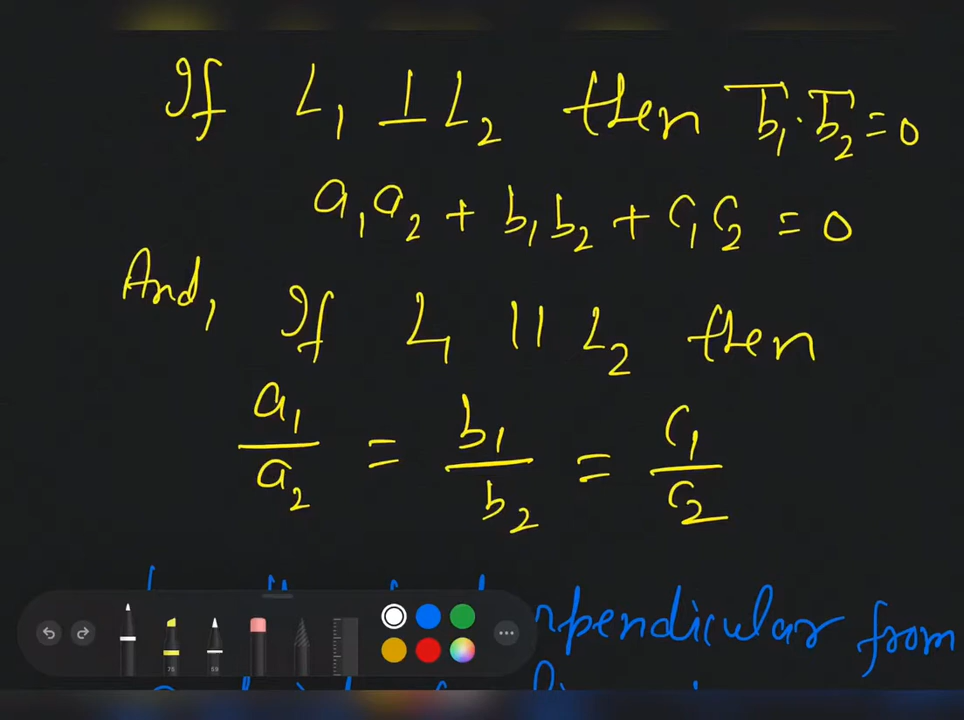 If L₁ ⊥ L₂ then b̅₁·b̅₂=0
a₁a₂ + b₁b₂ + c₁c₂ = 0
And, If L₁ || L₂ then
a₁/a₂ = b₁/b₂ = c₁/c₂
rpendicular from